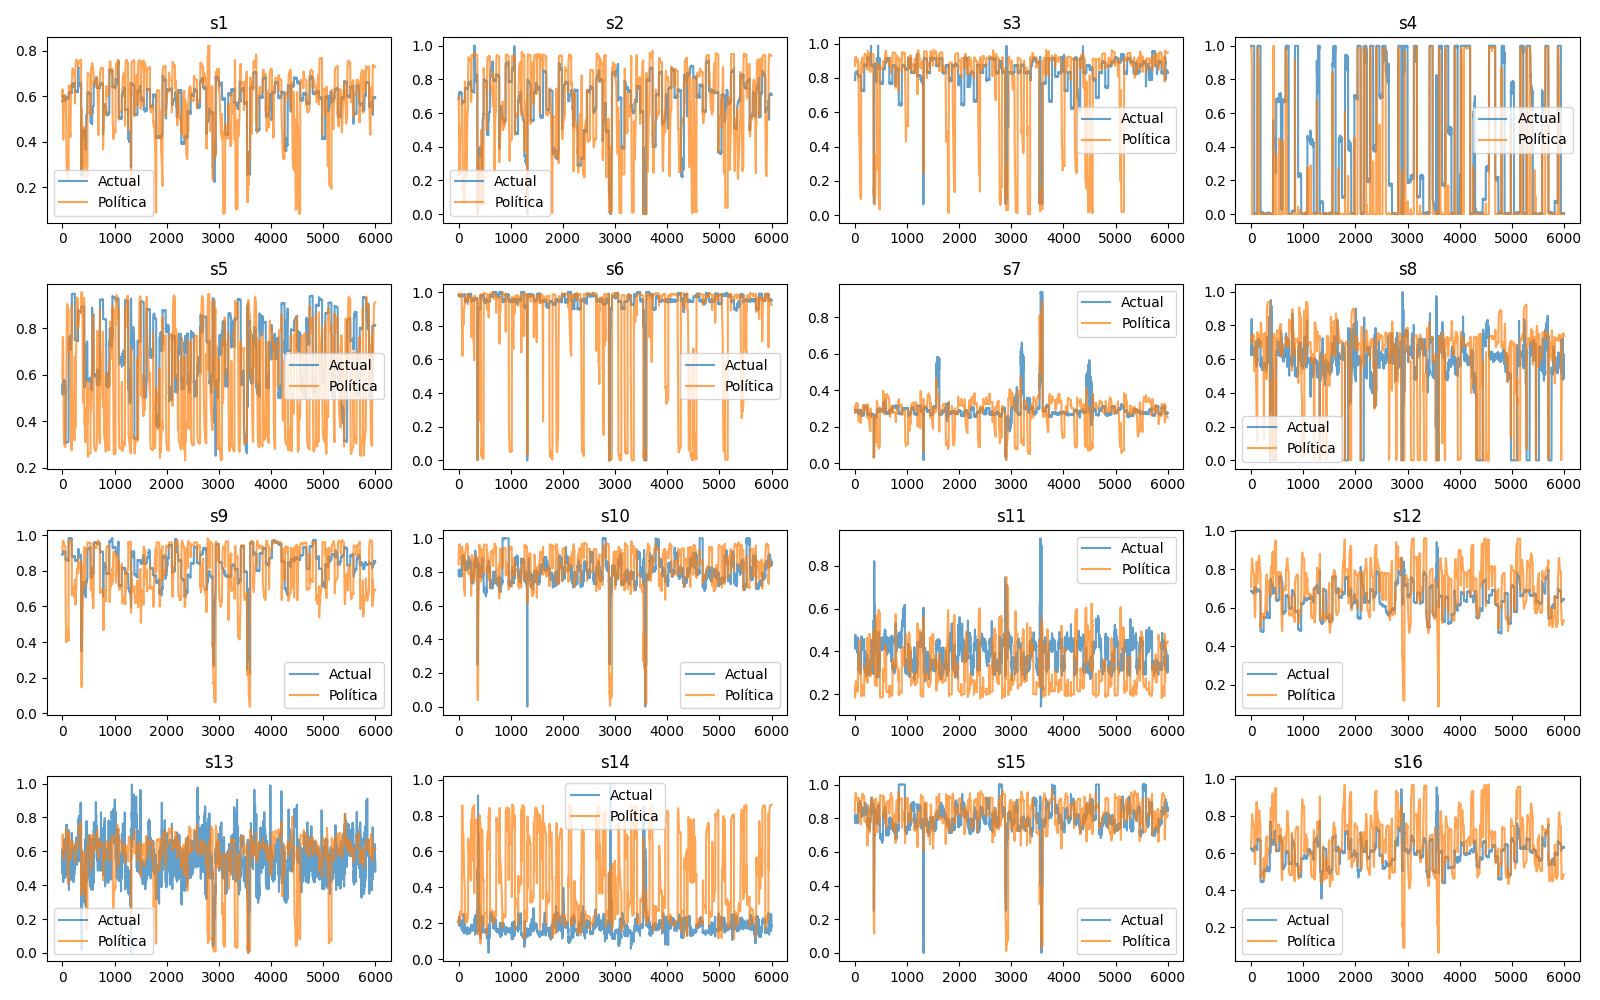 s1 s2 s3 s4
0.8 1.0 1.0 1.0
0.8 0.8 0.8
0.6 0.6 0.6 0.6
0.4 Actual Política
0.4 0.4 0.4
0.2 Actual Política 0.2 Actual Política 0.2 0.2 Actual Política
0.0 0.0 0.0
0 1000 2000 3000 4000 5000 6000 0 1000 2000 3000 4000 5000 6000 0 1000 2000 3000 4000 5000 6000 0 1000 2000 3000 4000 5000 6000
s5 s6 s7 s8
1.0 1.0
0.8 0.8 0.8 Actual Política 0.8
0.6 Actual Política 0.6 Actual Política 0.6 0.6
0.4 0.4 0.4 0.4
0.2 0.2 0.2 Actual Política
0.2 0.0 0.0 0.0
0 1000 2000 3000 4000 5000 6000 0 1000 2000 3000 4000 5000 6000 0 1000 2000 3000 4000 5000 6000 0 1000 2000 3000 4000 5000 6000
s9 s10 s11 s12
1.0 1.0 1.0
0.8 0.8 0.8 Actual Política 0.8
0.6 0.6 0.6 0.6
0.4 0.4 0.4 0.4
0.2 Actual Política 0.2 Actual Política 0.2 0.2 Actual Política
0.0 0.0
0 1000 2000 3000 4000 5000 6000 0 1000 2000 3000 4000 5000 6000 0 1000 2000 3000 4000 5000 6000 0 1000 2000 3000 4000 5000 6000
s13 s14 s15 s16
1.0 1.0 1.0 1.0
0.8 0.8 Actual Política 0.8 0.8
0.6 0.6 0.6 0.6
0.4 0.4 0.4 0.4
0.2 Actual Política 0.2 0.2 Actual Política 0.2 Actual Política
0.0 0.0 0.0
0 1000 2000 3000 4000 5000 6000 0 1000 2000 3000 4000 5000 6000 0 1000 2000 3000 4000 5000 6000 0 1000 2000 3000 4000 5000 6000